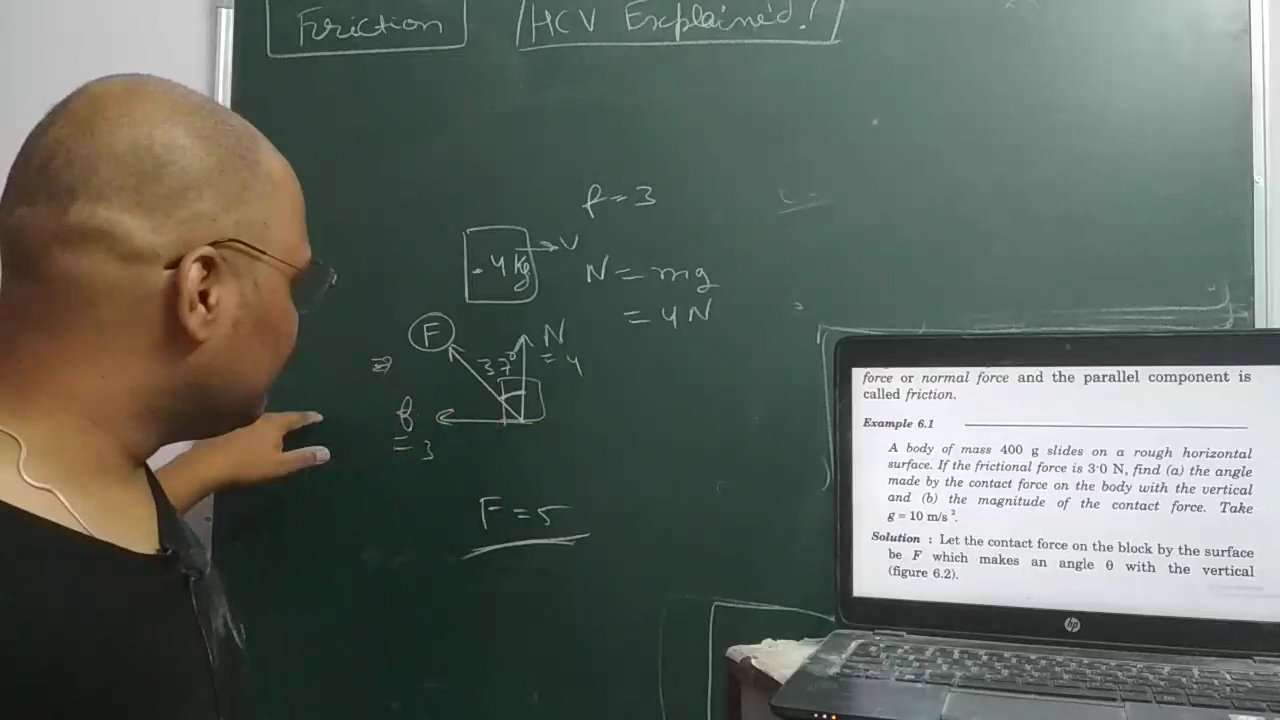 Friction
HCV Explained!
f = 3
.4 Kg
V
N = mg
= 4N
F
37°
N
= 4
f
= 3
F = 5
force or normal force and the parallel component is
called friction.
Example 6.1
A body of mass 400 g slides on a rough horizontal
surface. If the frictional force is 3·0 N, find (a) the angle
made by the contact force on the body with the vertical
and (b) the magnitude of the contact force. Take
g = 10 m/s².
Solution : Let the contact force on the block by the surface
be F which makes an angle θ with the vertical
(figure 6.2).
hp